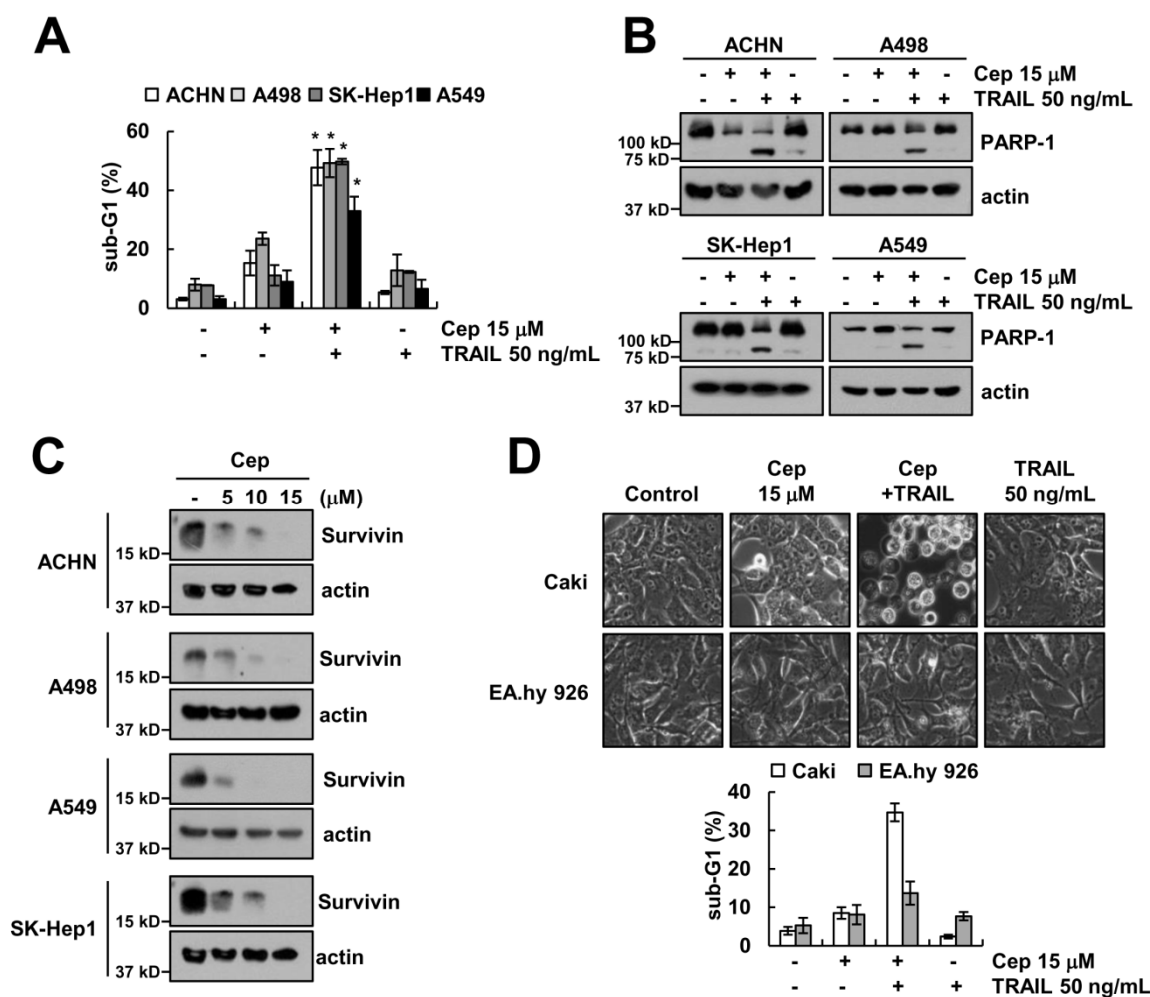 A
ACHN A498 SK-Hep1 A549
60
40
20
0
sub-G1 (%)
* * * *
- + + - Cep 15 μM
- - + + TRAIL 50 ng/mL
B
ACHN A498
- + + - - + + - Cep 15 μM
- - + + - - + + TRAIL 50 ng/mL
100 kD
75 kD
PARP-1
37 kD
actin
SK-Hep1 A549
- + + - - + + - Cep 15 μM
- - + + - - + + TRAIL 50 ng/mL
100 kD
75 kD
PARP-1
37 kD
actin
C
Cep
- 5 10 15 (μM)
ACHN
15 kD
Survivin
37 kD
actin
A498
15 kD
Survivin
37 kD
actin
A549
15 kD
Survivin
37 kD
actin
SK-Hep1
15 kD
Survivin
37 kD
actin
D
Control
Cep
15 μM
Cep
+TRAIL
TRAIL
50 ng/mL
Caki
EA.hy 926
Caki EA.hy 926
40
30
20
10
0
sub-G1 (%)
- + + - Cep 15 μM
- - + + TRAIL 50 ng/mL